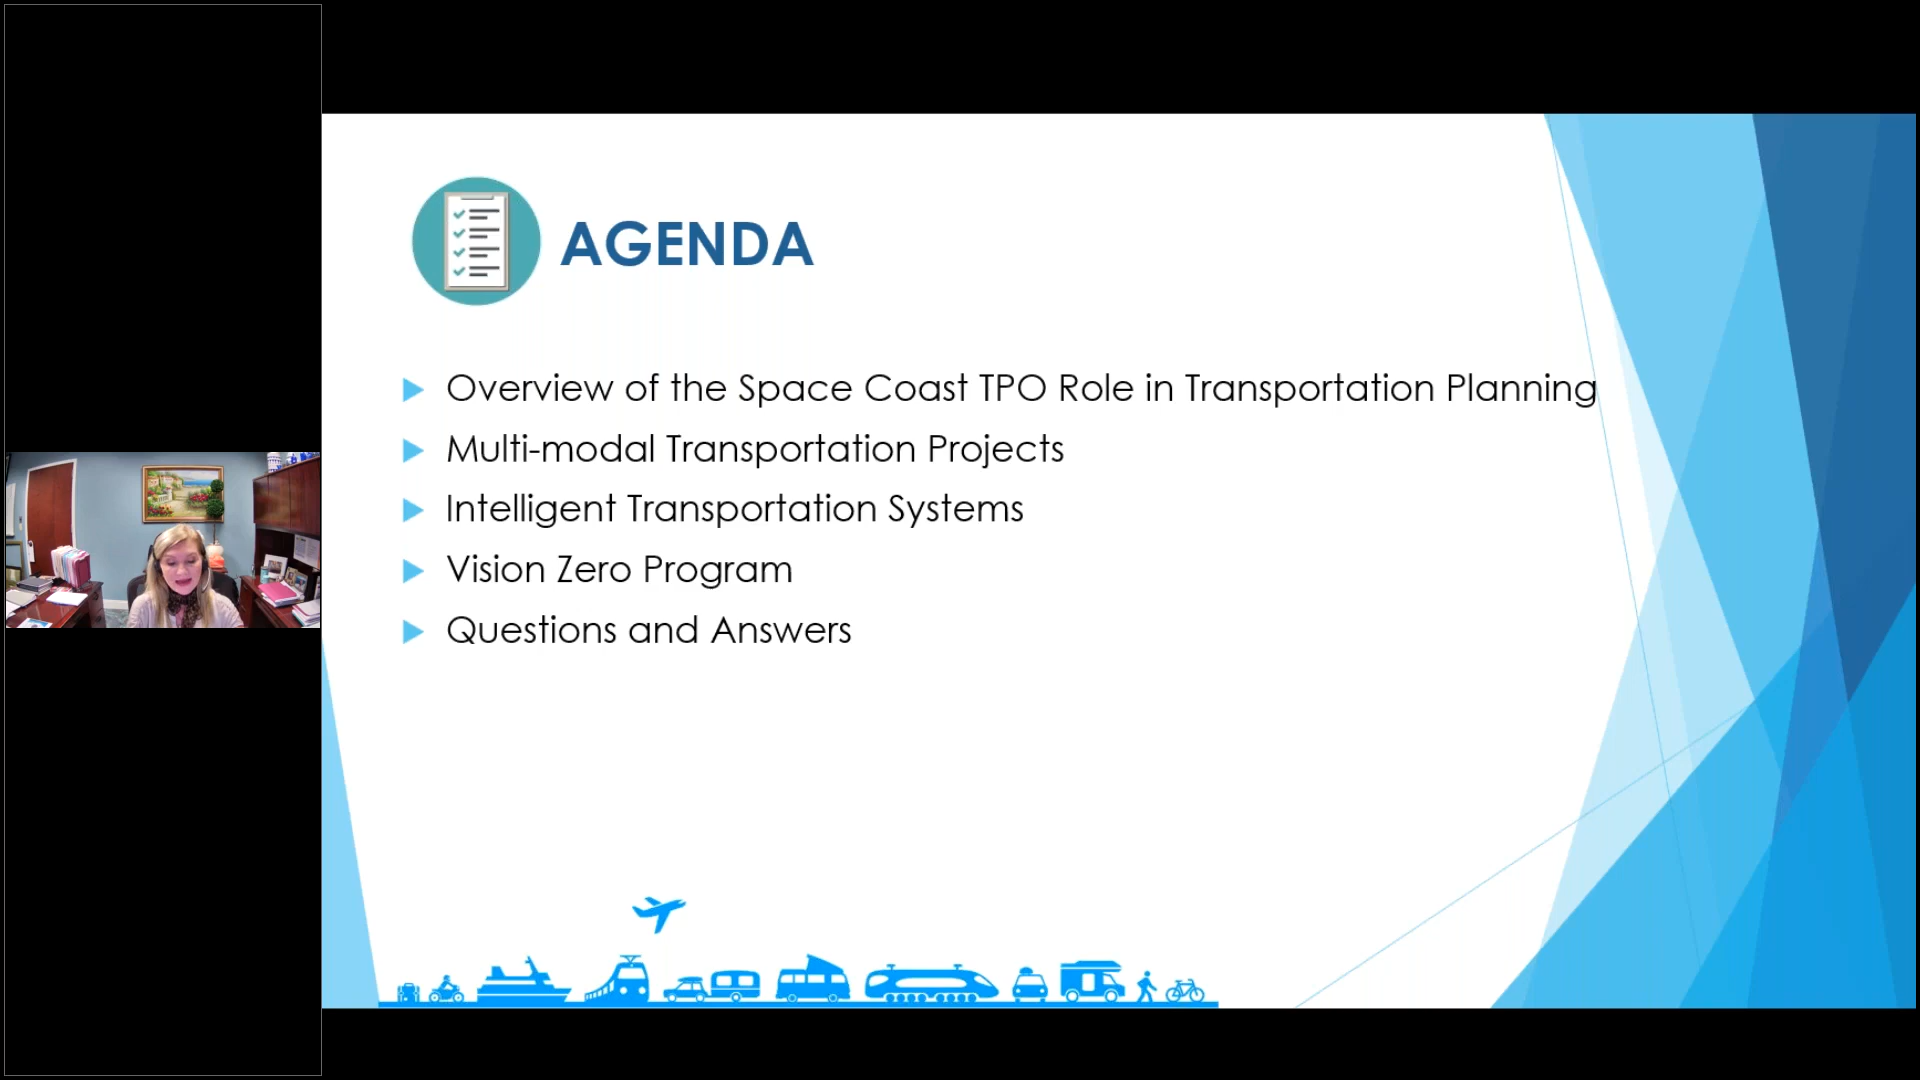 AGENDA
Overview of the Space Coast TPO Role in Transportation Planning
Multi-modal Transportation Projects
Intelligent Transportation Systems
Vision Zero Program
Questions and Answers